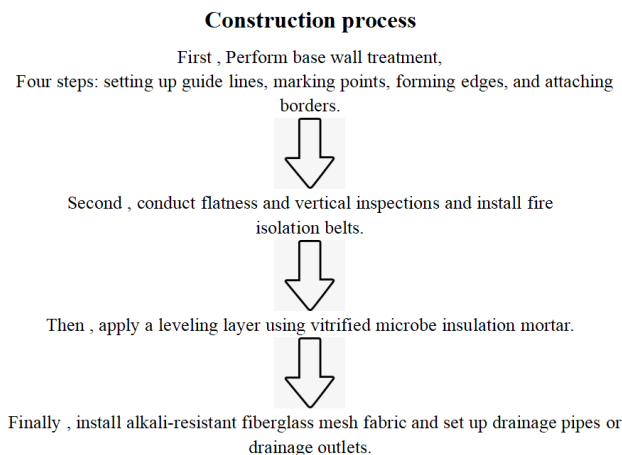 Construction process
First , Perform base wall treatment,
Four steps: setting up guide lines, marking points, forming edges, and attaching
borders.
Second , conduct flatness and vertical inspections and install fire
isolation belts.
Then , apply a leveling layer using vitrified microbe insulation mortar.
Finally , install alkali-resistant fiberglass mesh fabric and set up drainage pipes or
drainage outlets.